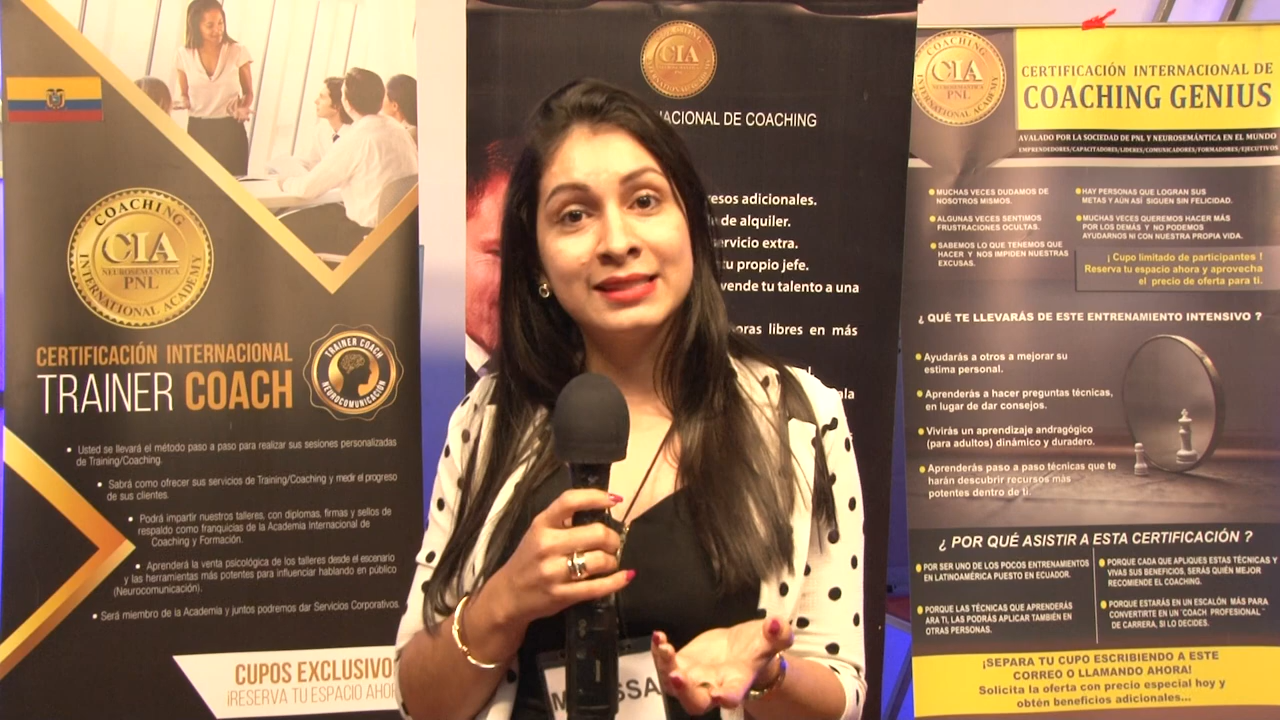 COACHING
CIA
NEUROSEMÁNTICA
PNL
INTERNATIONAL ACADEMY
CERTIFICACIÓN INTERNACIONAL
TRAINER COACH
TRAINER COACH
NEUROCOMUNICACIÓN
• Usted se llevará el método paso a paso para realizar sus sesiones personalizadas
de Training/Coaching.
• Sabrá como ofrecer sus servicios de Training/Coaching y medir el progreso
de sus clientes.
• Podrá impartir nuestros talleres, con diplomas, firmas y sellos de
respaldo como franquicias de la Academia Internacional de
Coaching y Formación.
• Aprenderá la venta psicológica de los talleres desde el escenario
y las herramientas más potentes para influenciar hablando en público
(Neurocomunicación).
• Será miembro de la Academia y juntos podremos dar Servicios Corporativos.
CUPOS EXCLUSIVO
¡RESERVA TU ESPACIO AHOR
CIA
PNL
NACIONAL DE COACHING
esos adicionales.
de alquiler.
ervicio extra.
tu propio jefe.
vende tu talento a una
oras libres en más
ala
COACHING
CIA
NEUROSEMÁNTICA
PNL
INTERNATIONAL ACADEMY
CERTIFICACIÓN INTERNACIONAL DE
COACHING GENIUS
AVALADO POR LA SOCIEDAD DE PNL Y NEUROSEMÁNTICA EN EL MUNDO
EMPRENDEDORES/CAPACITADORES/LIDERES/COMUNICADORES/FORMADORES/EJECUTIVOS
MUCHAS VECES DUDAMOS DE
NOSOTROS MISMOS.
ALGUNAS VECES SENTIMOS
FRUSTRACIONES OCULTAS.
SABEMOS LO QUE TENEMOS QUE
HACER Y NOS IMPIDEN NUESTRAS
EXCUSAS.
HAY PERSONAS QUE LOGRAN SUS
METAS Y AÚN ASÍ SIGUEN SIN FELICIDAD.
MUCHAS VECES QUEREMOS HACER MÁS
POR LOS DEMÁS Y NO PODEMOS
AYUDARNOS NI CON NUESTRA PROPIA VIDA.
¡ Cupo limitado de participantes !
Reserva tu espacio ahora y aprovecha
el precio de oferta para ti.
¿ QUÉ TE LLEVARÁS DE ESTE ENTRENAMIENTO INTENSIVO ?
Ayudarás a otros a mejorar su
estima personal.
Aprenderás a hacer preguntas técnicas,
en lugar de dar consejos.
Vivirás un aprendizaje andragógico
(para adultos) dinámico y duradero.
Aprenderás paso a paso técnicas que te
harán descubrir recursos más
potentes dentro de ti.
¿ POR QUÉ ASISTIR A ESTA CERTIFICACIÓN ?
POR SER UNO DE LOS POCOS ENTRENAMIENTOS
EN LATINOAMÉRICA PUESTO EN ECUADOR.
PORQUE LAS TÉCNICAS QUE APRENDERÁS
ARA TI, LAS PODRÁS APLICAR TAMBIÉN EN
OTRAS PERSONAS.
PORQUE CADA QUE APLIQUES ESTAS TÉCNICAS Y
VIVAS SUS BENEFICIOS, SERÁS QUIÉN MEJOR
RECOMIENDE EL COACHING.
PORQUE ESTARÁS EN UN ESCALÓN MÁS PARA
CONVERTIRTE EN UN "COACH PROFESIONAL"
DE CARRERA, SI LO DECIDES.
¡SEPARA TU CUPO ESCRIBIENDO A ESTE
CORREO O LLAMANDO AHORA!
Solicita la oferta con precio especial hoy y
obtén beneficios adicionales...